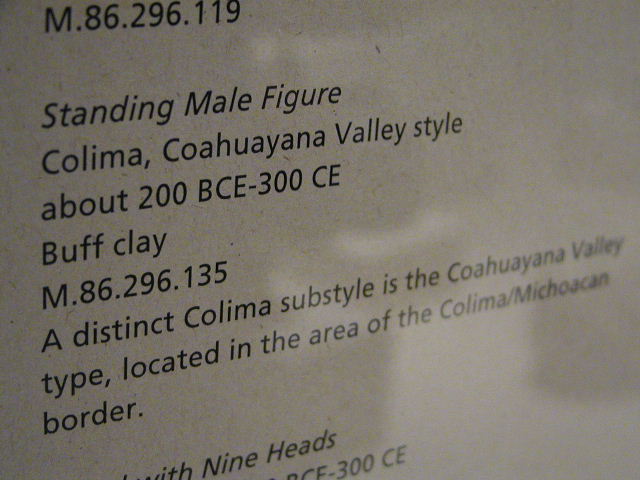 M.86.296.119
Standing Male Figure
Colima, Coahuayana Valley style
about 200 BCE-300 CE
Buff clay
M.86.296.135
A distinct Colima substyle is the Coahuayana Valley
type, located in the area of the Colima/Michoacan
border.
with Nine Heads
BCE-300 CE